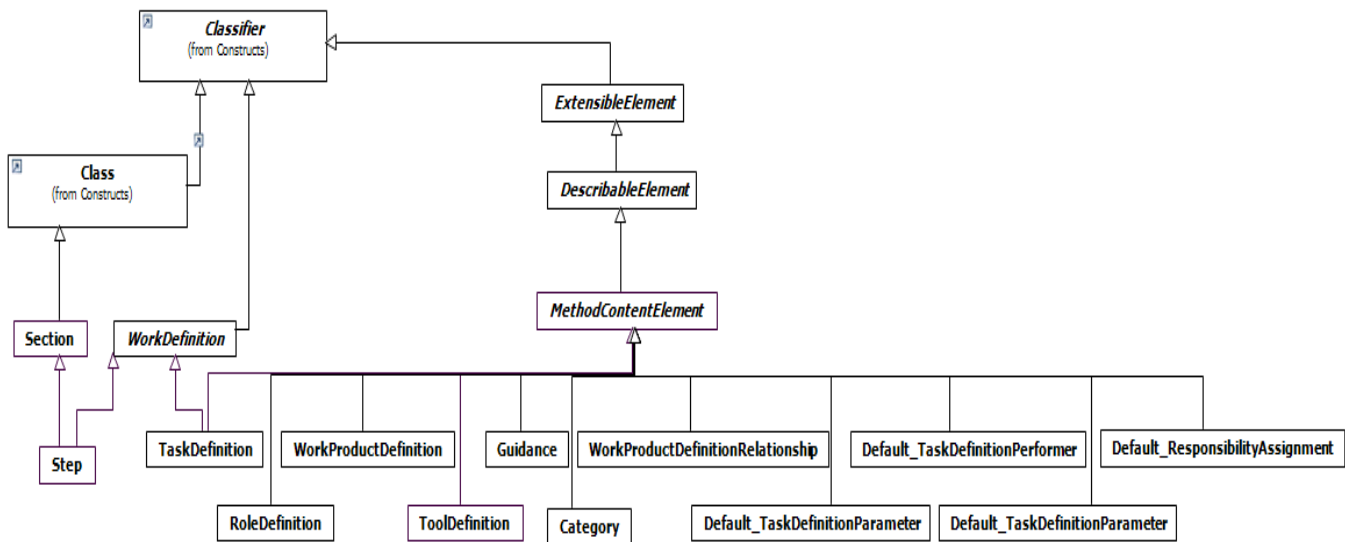 Classifier
(from Constructs)
ExtensibleElement
Class
(from Constructs)
DescribableElement
MethodContentElement
Section
WorkDefinition
Step
TaskDefinition
WorkProductDefinition
Guidance
WorkProductDefinitionRelationship
Default_TaskDefinitionPerformer
Default_ResponsibilityAssignment
RoleDefinition
ToolDefinition
Category
Default_TaskDefinitionParameter
Default_TaskDefinitionParameter